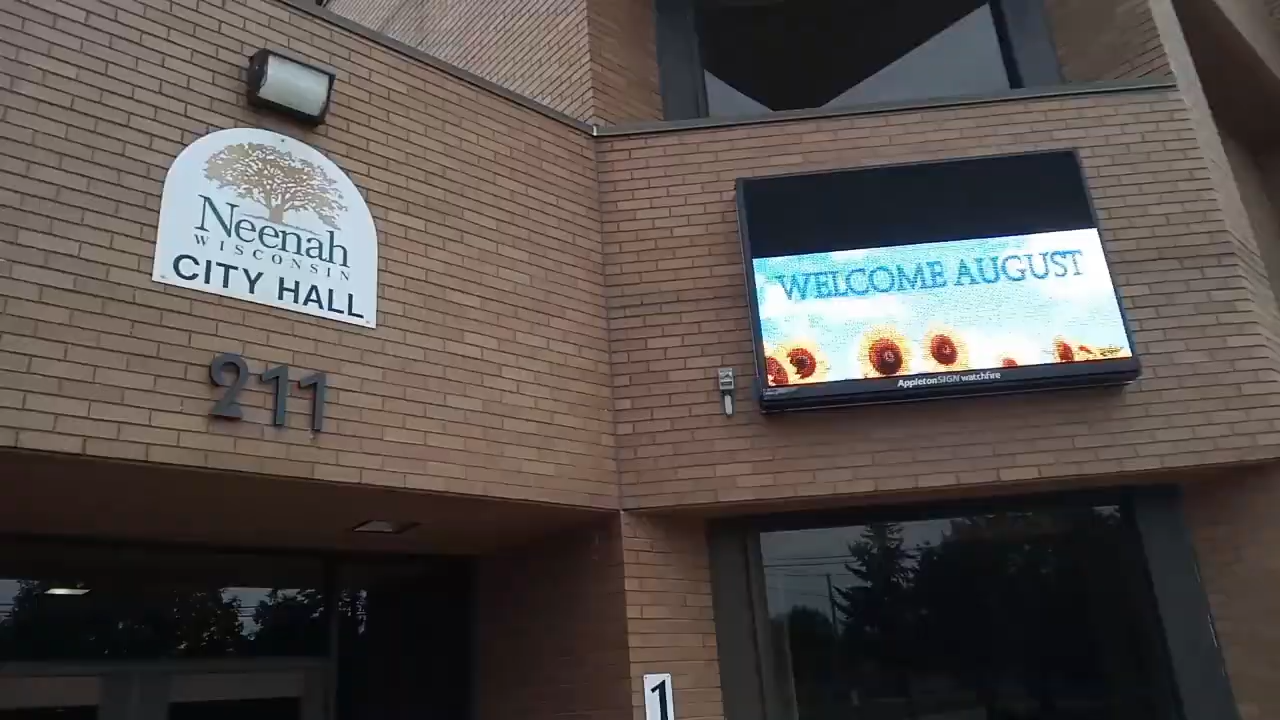 Neenah
WISCONSIN
CITY HALL
211
WELCOME AUGUST
AppletonSIGN watchfire
1